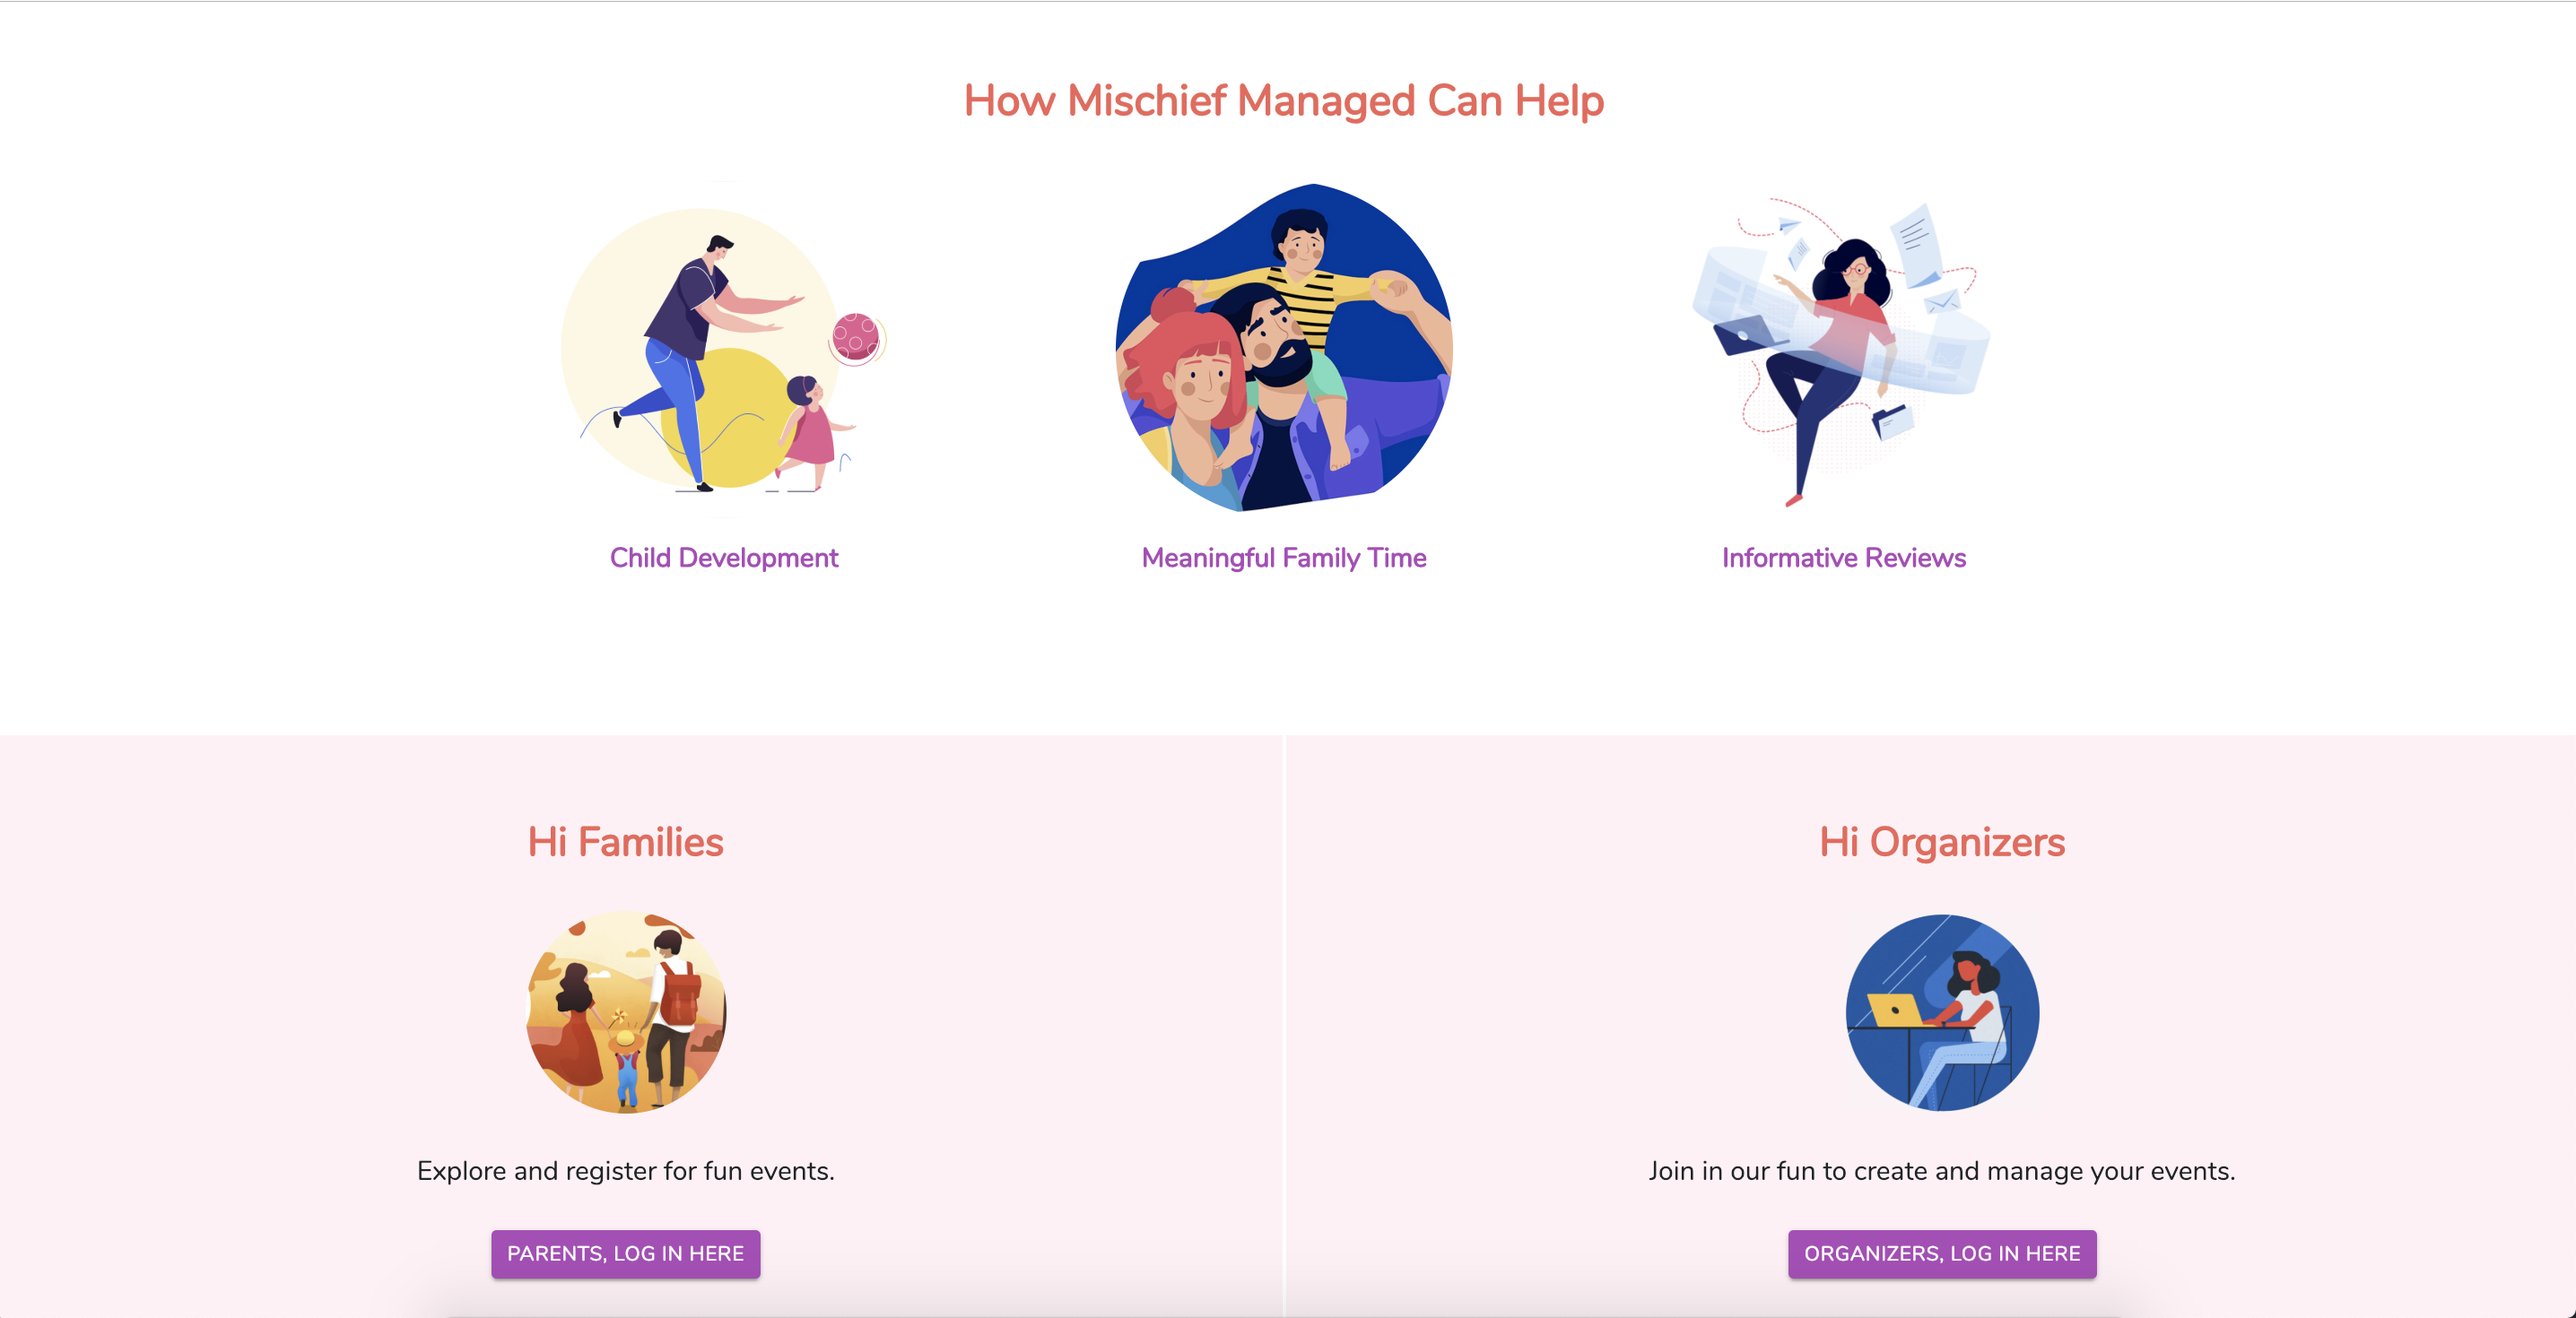 How Mischief Managed Can Help
Child Development
Meaningful Family Time
Informative Reviews
Hi Families
Explore and register for fun events.
PARENTS, LOG IN HERE
Hi Organizers
Join in our fun to create and manage your events.
ORGANIZERS, LOG IN HERE